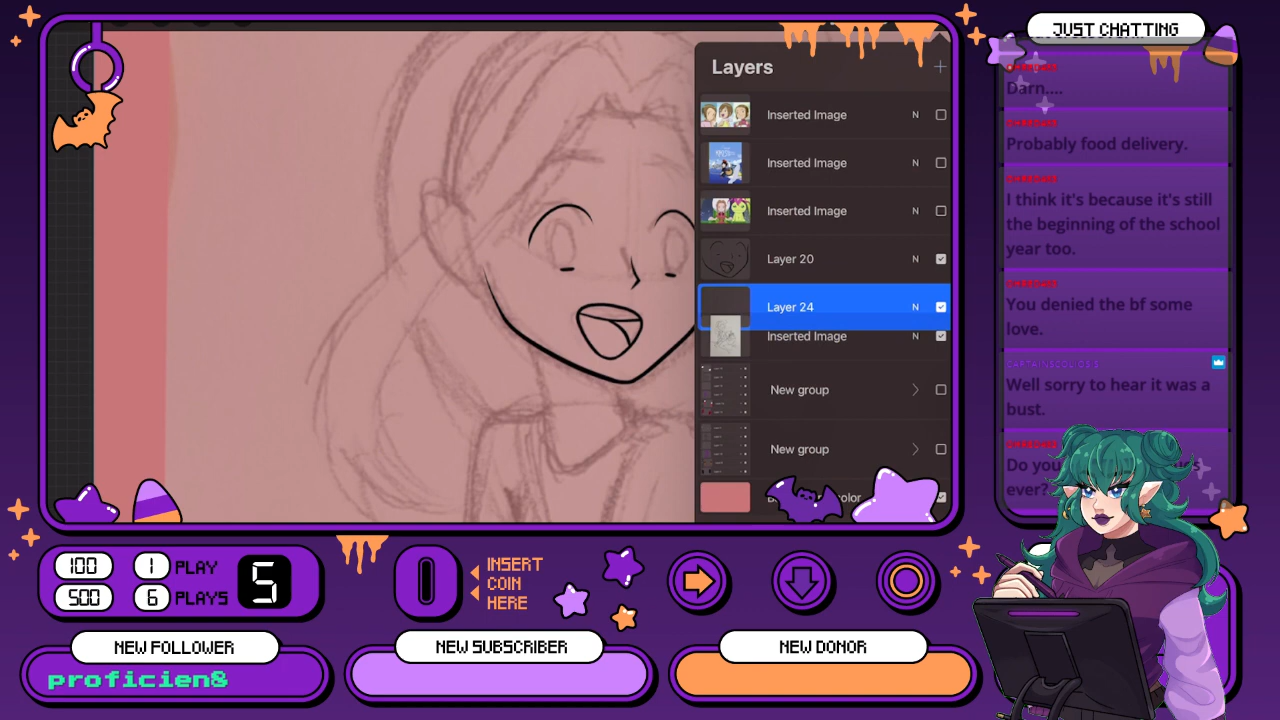 JUST CHATTING
Layers
Inserted Image N
Inserted Image N
Inserted Image N
Layer 20 N
Layer 24 N
Inserted Image N
New group
New group
Darn....
Probably food delivery.
I think it's because it's still
the beginning of the school
year too.
You denied the bf some
love.
CAPTAINSCOLIOSIS
Well sorry to hear it was a
bust.
Do you
ever?
100 1 PLAY
500 6 PLAYS
5
INSERT
COIN
HERE
NEW FOLLOWER
NEW SUBSCRIBER
NEW DONOR
proficien&